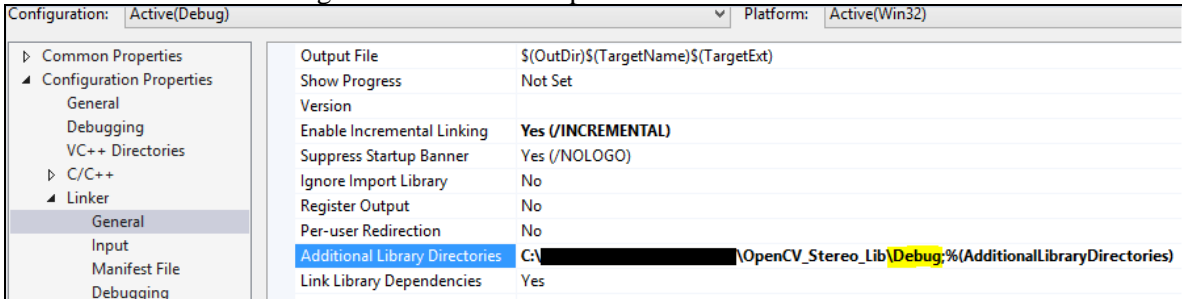 Configuration: Active(Debug) Platform: Active(Win32)
Common Properties
Configuration Properties
General
Debugging
VC++ Directories
C/C++
Linker
General
Input
Manifest File
Debugging
Output File $(OutDir)$(TargetName)$(TargetExt)
Show Progress Not Set
Version
Enable Incremental Linking Yes (/INCREMENTAL)
Suppress Startup Banner Yes (/NOLOGO)
Ignore Import Library No
Register Output No
Per-user Redirection No
Additional Library Directories C:\ \OpenCV_Stereo_Lib\Debug;%(AdditionalLibraryDirectories)
Link Library Dependencies Yes